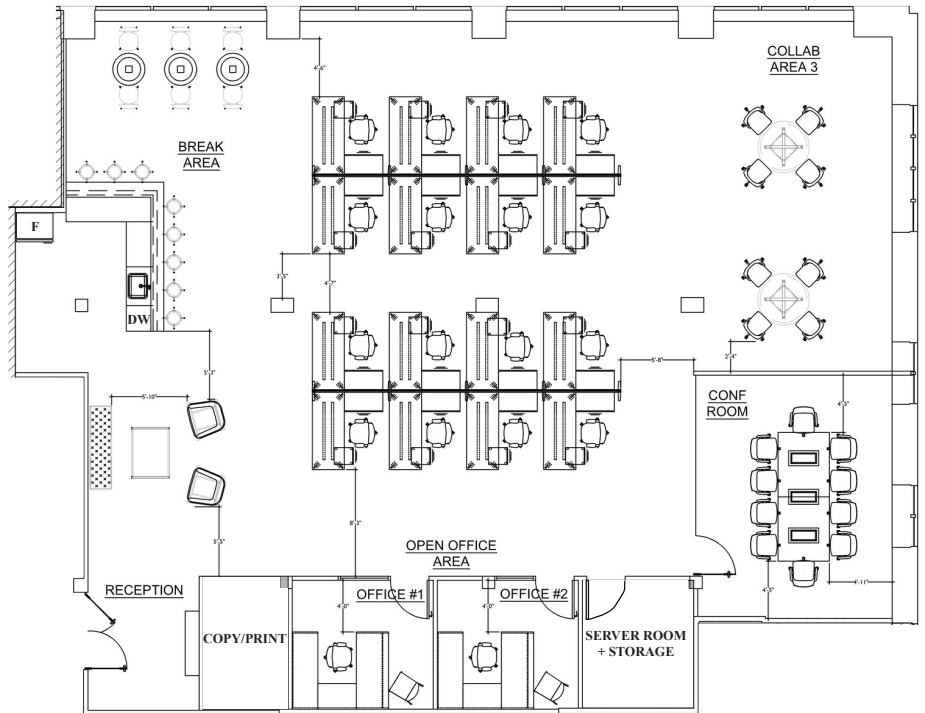 COLLAB
AREA 3
4'-6"
BREAK
AREA
F
3'-5"
4'-7"
DW
5'-3"
5'-8"
2'-4"
5'-10"
CONF
ROOM
4'-5"
8'-3"
5'-5"
OPEN OFFICE
AREA
4'-11"
4'-5"
RECEPTION
OFFICE #1
OFFICE #2
4'-0"
4'-0"
COPY/PRINT
SERVER ROOM
+ STORAGE